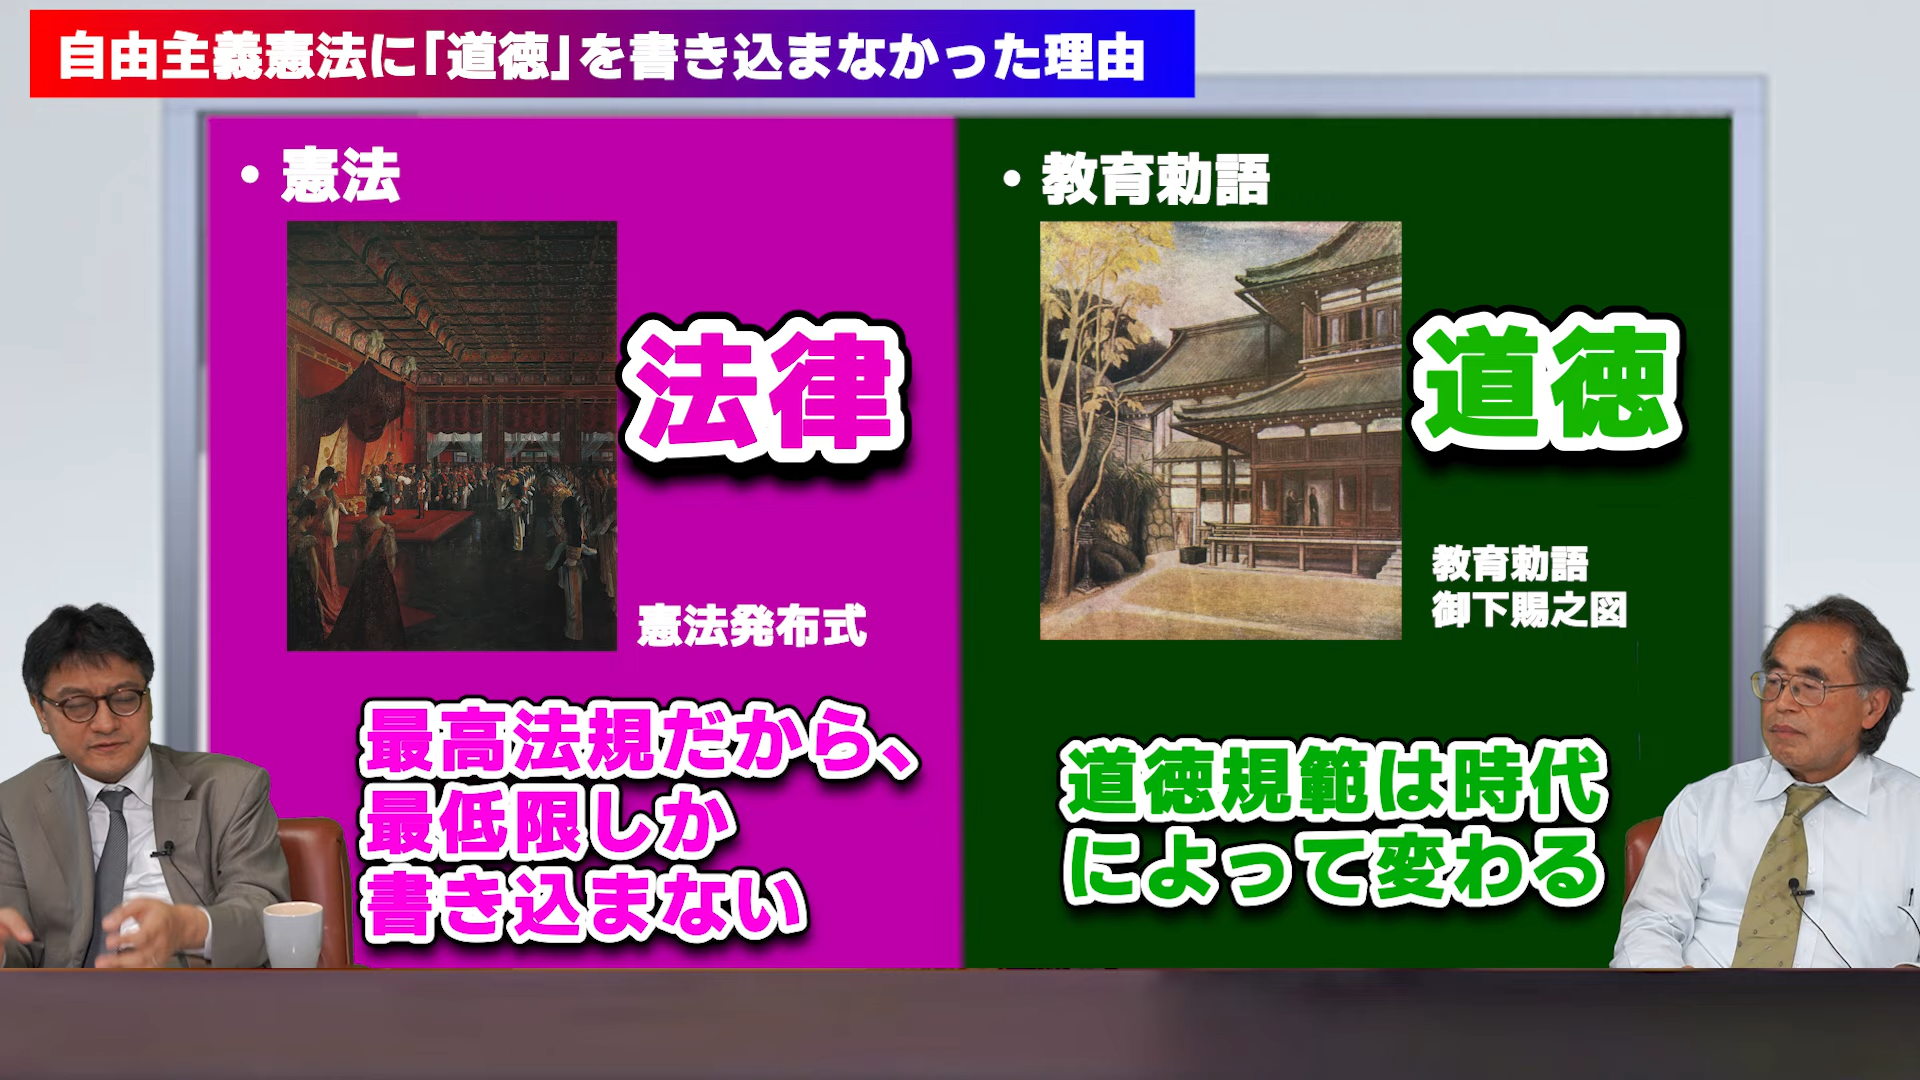 自由主義憲法に「道徳」を書き込まなかった理由
• 憲法
法律
憲法発布式
最高法規だから、
最低限しか
書き込まない
• 教育勅語
道徳
教育勅語
御下賜之図
道徳規範は時代
によって変わる